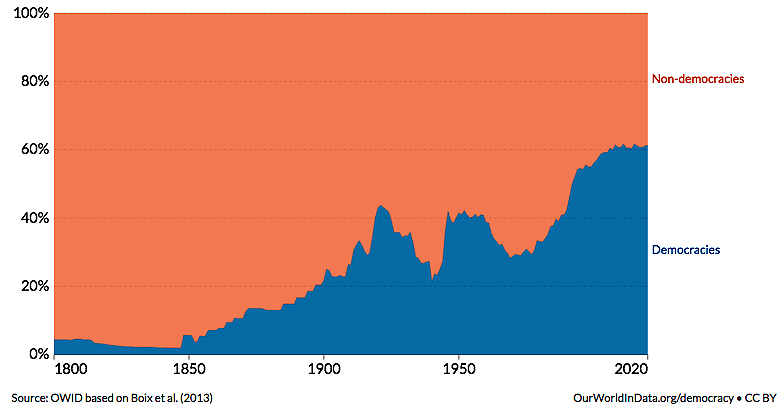 100%
80%
Non-democracies
60%
40%
Democracies
20%
0%
1800 1850 1900 1950 2020
Source: OWID based on Boix et al. (2013) OurWorldInData.org/democracy • CC BY